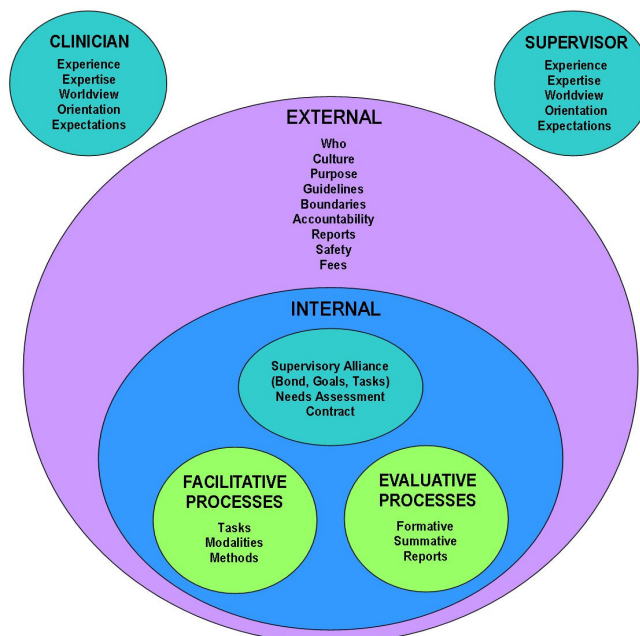 CLINICIAN
Experience
Expertise
Worldview
Orientation
Expectations
SUPERVISOR
Experience
Expertise
Worldview
Orientation
Expectations
EXTERNAL
Who
Culture
Purpose
Guidelines
Boundaries
Accountability
Reports
Safety
Fees
INTERNAL
Supervisory Alliance
(Bond, Goals, Tasks)
Needs Assessment
Contract
FACILITATIVE
PROCESSES
Tasks
Modalities
Methods
EVALUATIVE
PROCESSES
Formative
Summative
Reports